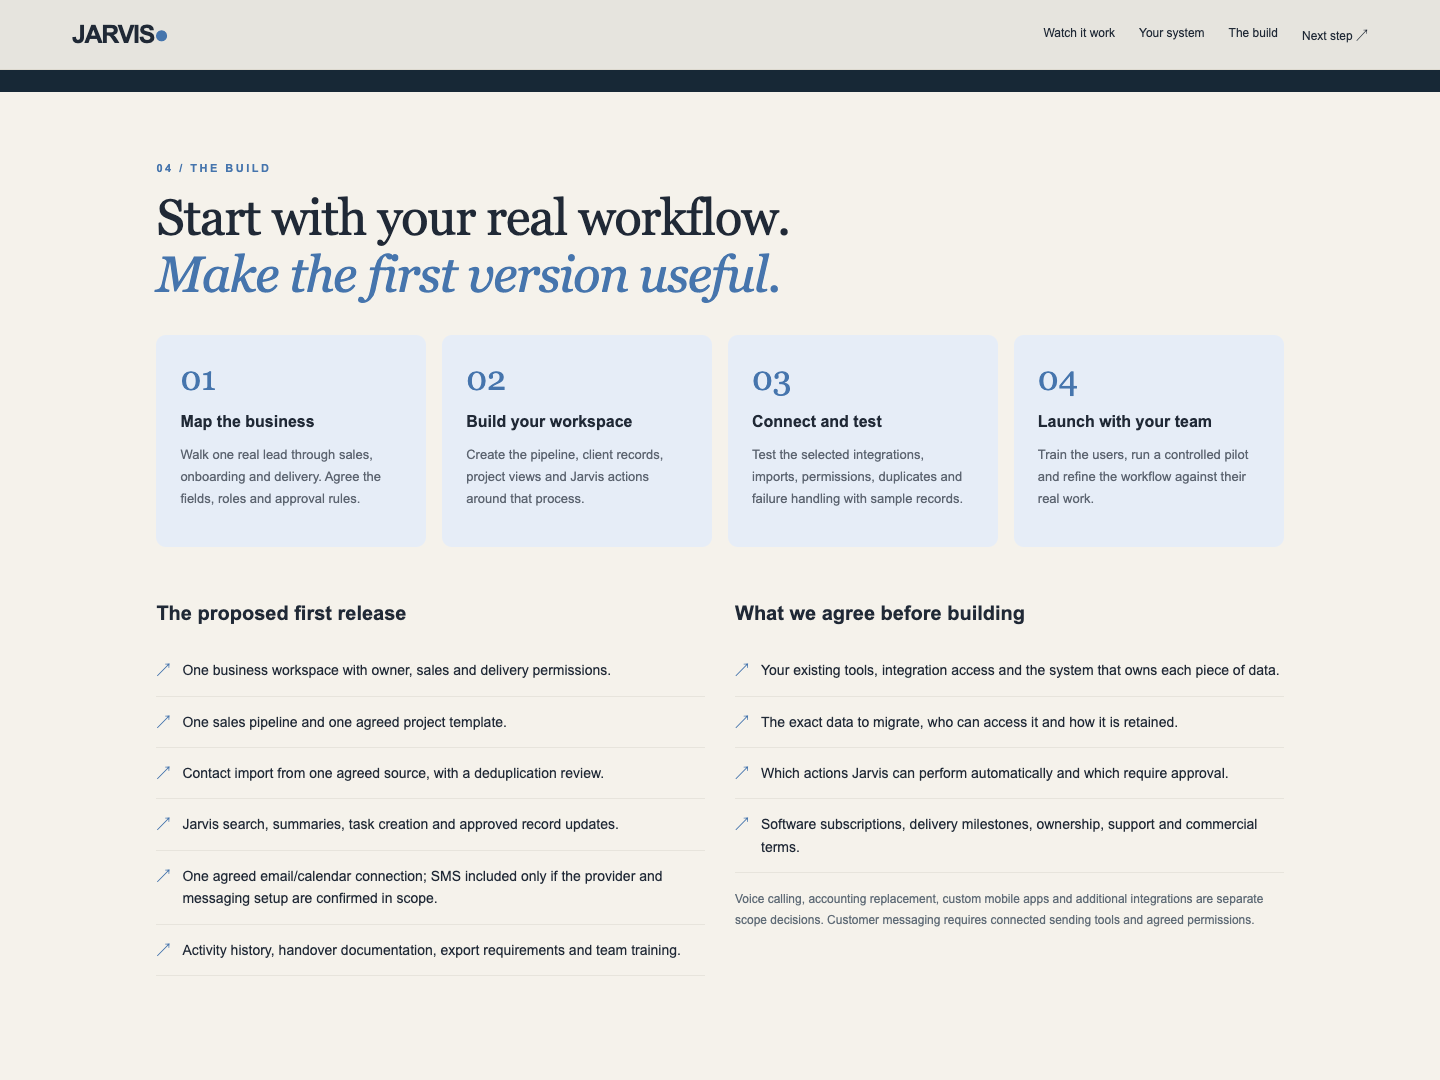 JARVIS
Watch it work
Your system
The build
Next step ↗
04 / THE BUILD
Start with your real workflow.
Make the first version useful.
01
Map the business
Walk one real lead through sales,
onboarding and delivery. Agree the
fields, roles and approval rules.
02
Build your workspace
Create the pipeline, client records,
project views and Jarvis actions
around that process.
03
Connect and test
Test the selected integrations,
imports, permissions, duplicates and
failure handling with sample records.
04
Launch with your team
Train the users, run a controlled pilot
and refine the workflow against their
real work.
The proposed first release
↗ One business workspace with owner, sales and delivery permissions.
↗ One sales pipeline and one agreed project template.
↗ Contact import from one agreed source, with a deduplication review.
↗ Jarvis search, summaries, task creation and approved record updates.
↗ One agreed email/calendar connection; SMS included only if the provider and
messaging setup are confirmed in scope.
↗ Activity history, handover documentation, export requirements and team training.
What we agree before building
↗ Your existing tools, integration access and the system that owns each piece of data.
↗ The exact data to migrate, who can access it and how it is retained.
↗ Which actions Jarvis can perform automatically and which require approval.
↗ Software subscriptions, delivery milestones, ownership, support and commercial
terms.
Voice calling, accounting replacement, custom mobile apps and additional integrations are separate
scope decisions. Customer messaging requires connected sending tools and agreed permissions.